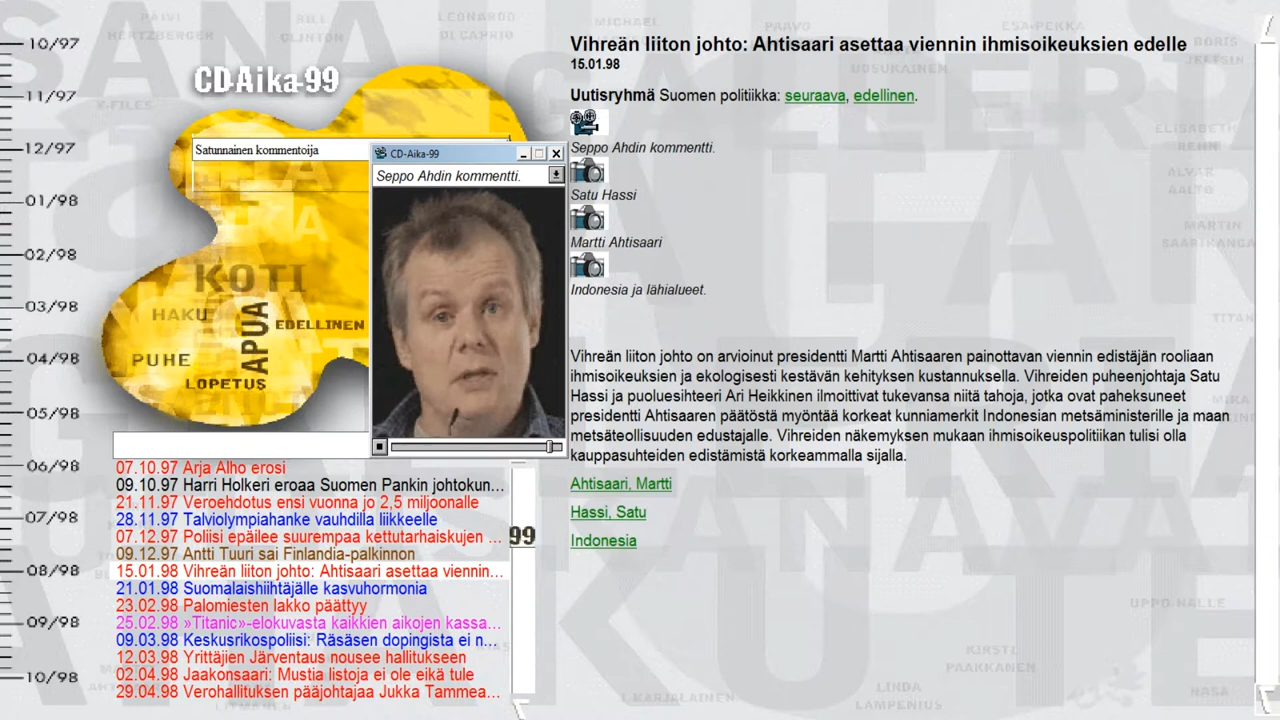 10/97
11/97
12/97
01/98
02/98
03/98
04/98
05/98
06/98
07/98
08/98
09/98
10/98
CD-Aika-99
Satunnainen kommentoija
KOTI
HAKU
APUA
EDELLINEN
PUHE
LOPETUS
CD-Aika-99
Seppo Ahdin kommentti.
07.10.97 Arja Alho erosi
09.10.97 Harri Holkeri eroaa Suomen Pankin johtokun...
21.11.97 Veroehdotus ensi vuonna jo 2,5 miljoonalle
28.11.97 Talviolympiahanke vauhdilla liikkeelle
07.12.97 Poliisi epäilee suurempaa kettutarhaiskujen ...
09.12.97 Antti Tuuri sai Finlandia-palkinnon
15.01.98 Vihreän liiton johto: Ahtisaari asettaa viennin...
21.01.98 Suomalaishiihtäjälle kasvuhormonia
23.02.98 Palomiesten lakko päättyy
25.02.98 »Titanic»-elokuvasta kaikkien aikojen kassa...
09.03.98 Keskusrikospoliisi: Räsäsen dopingista ei n...
12.03.98 Yrittäjien Järventaus nousee hallitukseen
02.04.98 Jaakonsaari: Mustia listoja ei ole eikä tule
29.04.98 Verohallituksen pääjohtajaa Jukka Tammea...
99
Vihreän liiton johto: Ahtisaari asettaa viennin ihmisoikeuksien edelle
15.01.98
Uutisryhmä Suomen politiikka: seuraava, edellinen.
Seppo Ahdin kommentti.
Satu Hassi
Martti Ahtisaari
Indonesia ja lähialueet.
Vihreän liiton johto on arvioinut presidentti Martti Ahtisaaren painottavan viennin edistäjän rooliaan
ihmisoikeuksien ja ekologisesti kestävän kehityksen kustannuksella. Vihreiden puheenjohtaja Satu
Hassi ja puoluesihteeri Ari Heikkinen ilmoittivat tukevansa niitä tahoja, jotka ovat paheksuneet
presidentti Ahtisaaren päätöstä myöntää korkeat kunniamerkit Indonesian metsäministerille ja maan
metsäteollisuuden edustajalle. Vihreiden näkemyksen mukaan ihmisoikeuspolitiikan tulisi olla
kauppasuhteiden edistämistä korkeammalla sijalla.
Ahtisaari, Martti
Hassi, Satu
Indonesia